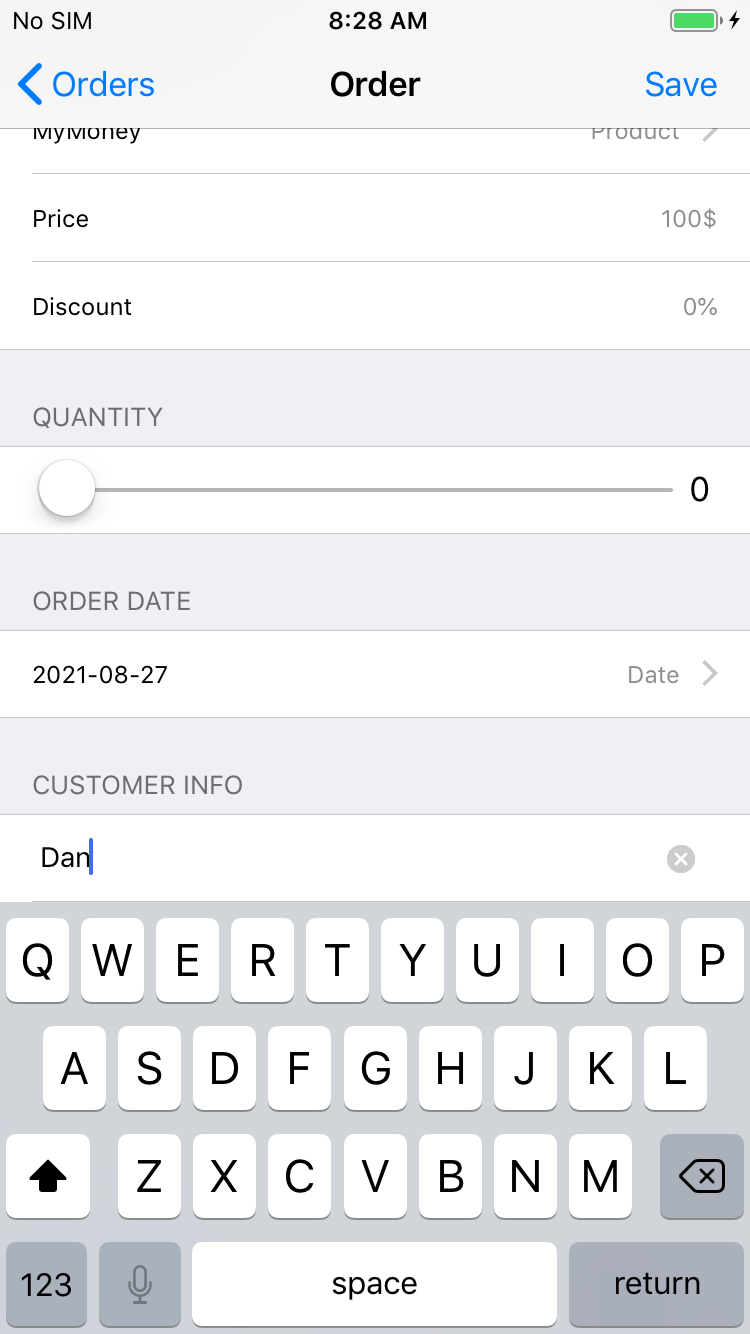 No SIM 8:28 AM
Orders Order Save
MyMoney Product
Price 100$
Discount 0%
QUANTITY
0
ORDER DATE
2021-08-27 Date
CUSTOMER INFO
Dan
Q W E R T Y U I O P
A S D F G H J K L
Z X C V B N M
123 space return